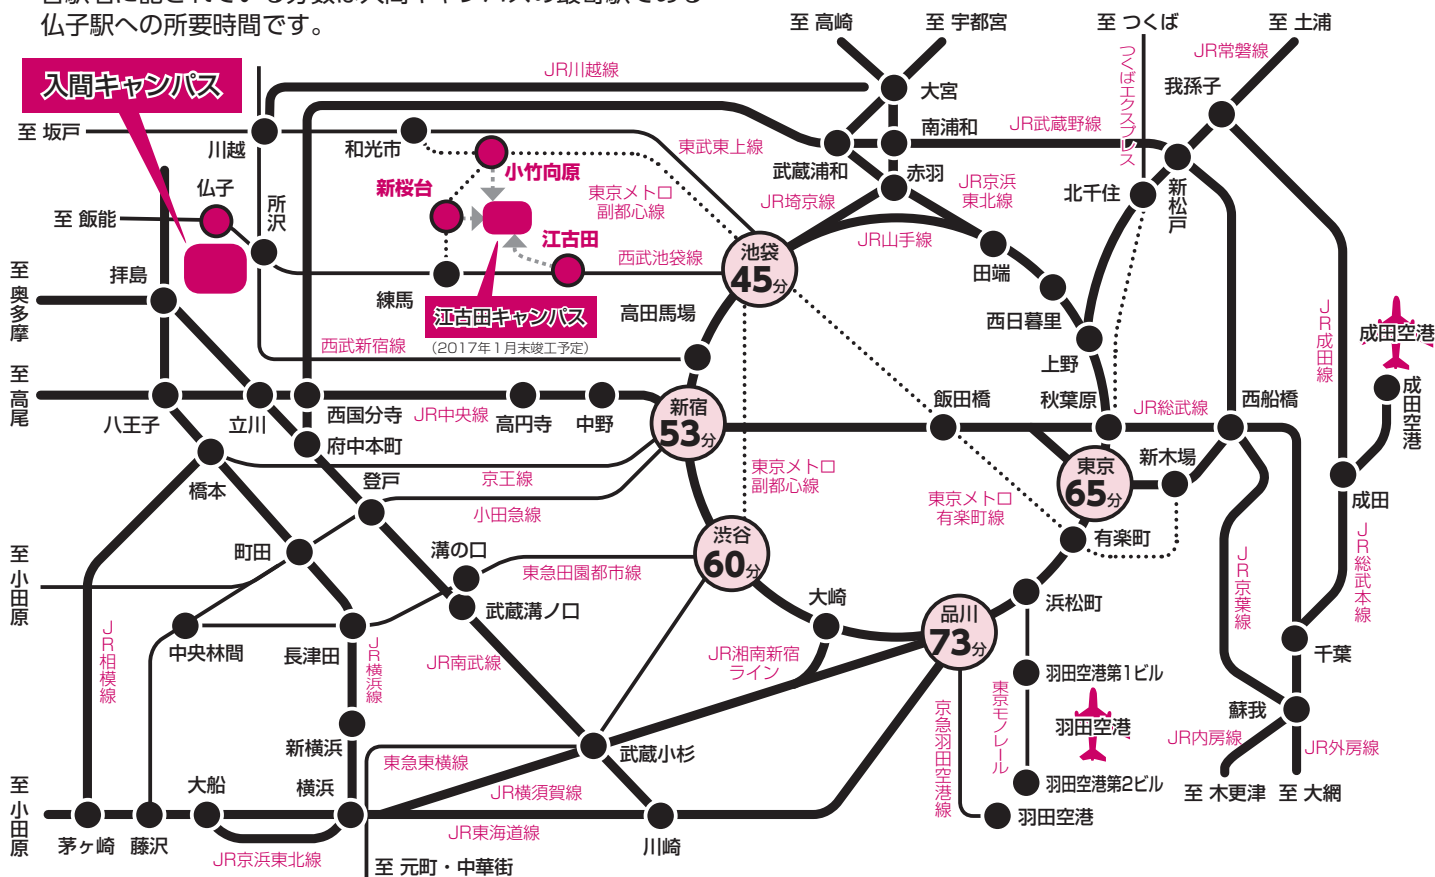 仏子駅への所要時間です。
入間キャンパス
至 高崎
至 宇都宮
至 つくば
至 土浦
JR川越線
大宮
つくばエクスプレス
JR常磐線
我孫子
至 坂戸
川越
和光市
東武東上線
武蔵浦和
南浦和
JR武蔵野線
新松戸
小竹向原
新桜台
東京メトロ
副都心線
赤羽
JR埼京線
JR京浜
東北線
北千住
仏子
至 飯能
所沢
江古田
西武池袋線
JR山手線
池袋
45分
田端
拝島
練馬
江古田キャンパス
(2017年1月末竣工予定)
高田馬場
西日暮里
上野
至 奥多摩
西武新宿線
JR成田線
成田空港
成田空港
至 高尾
八王子
立川
西国分寺
JR中央線
高円寺
中野
新宿
53分
飯田橋
秋葉原
JR総武線
西船橋
府中本町
橋本
京王線
登戸
小田急線
東京メトロ
副都心線
東京メトロ
有楽町線
東京
65分
新木場
成田
有楽町
至 小田原
町田
溝の口
東急田園都市線
渋谷
60分
武蔵溝ノ口
大崎
品川
73分
浜松町
JR京葉線
JR総武本線
中央林間
長津田
JR相模線
JR横浜線
JR南武線
JR湘南新宿
ライン
羽田空港第1ビル
東京モノレール
京急羽田空港線
羽田空港
千葉
蘇我
新横浜
東急東横線
武蔵小杉
JR内房線
JR外房線
至 小田原
大船
横浜
JR横須賀線
羽田空港第2ビル
羽田空港
至 木更津
至 大網
茅ヶ崎
藤沢
JR京浜東北線
JR東海道線
川崎
至 元町・中華街